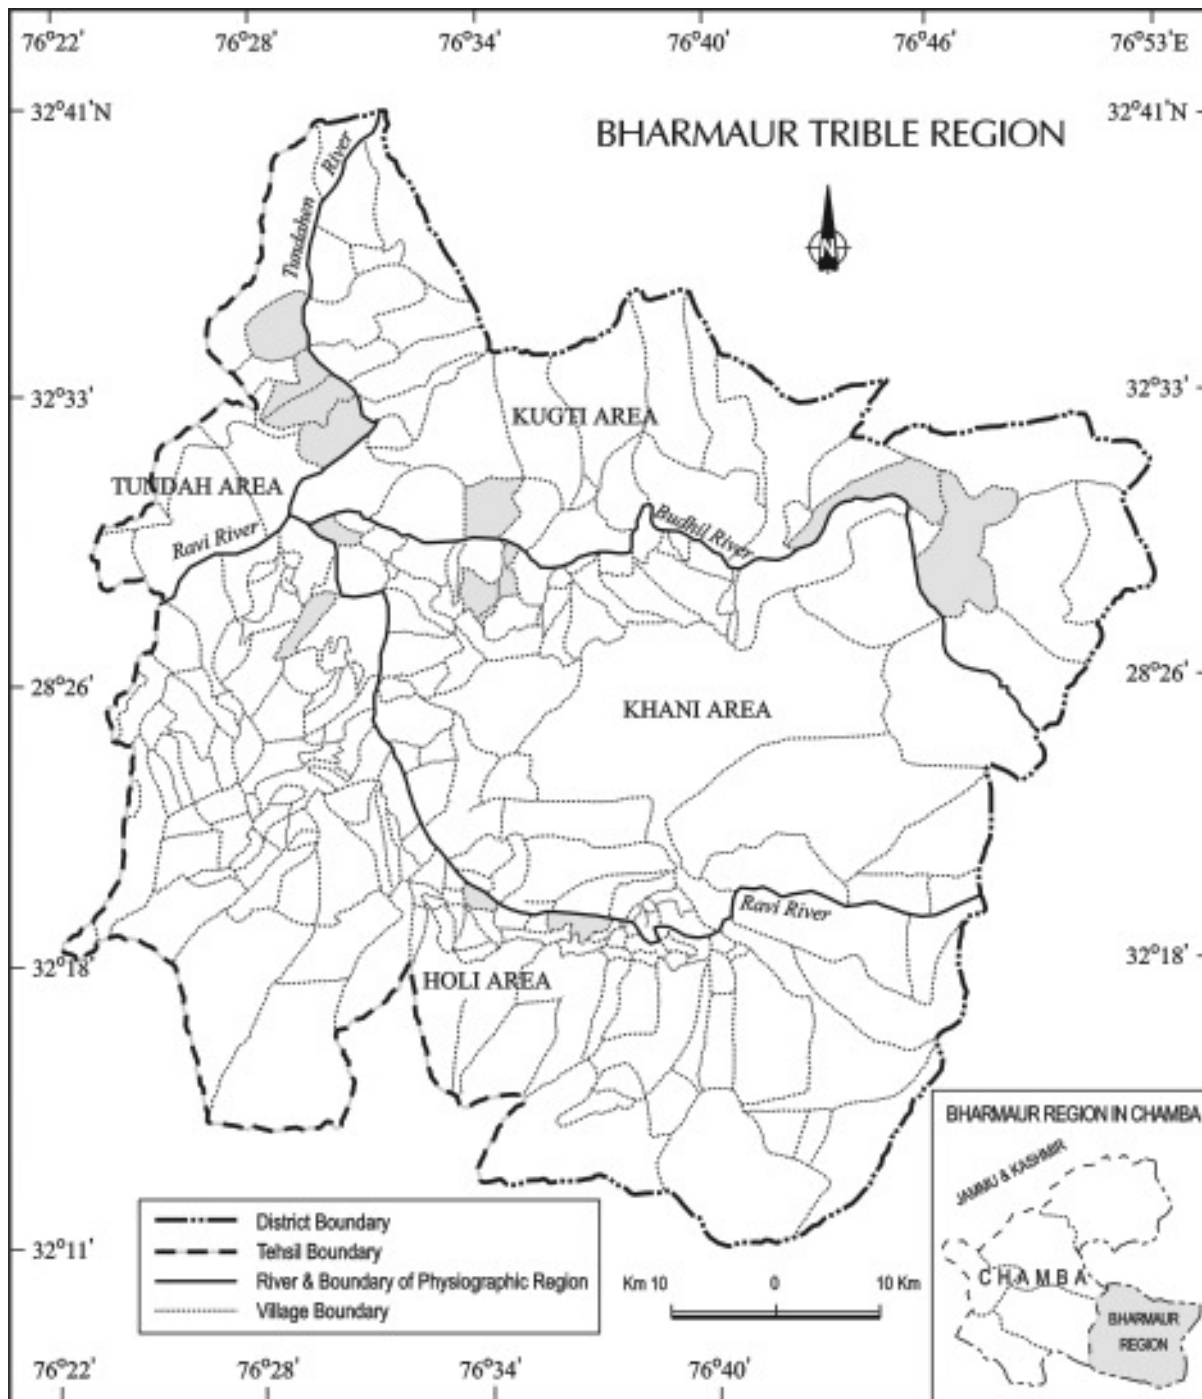 76°22' 76°28' 76°34' 76°40' 76°46' 76°53'E
32°41'N 32°41'N
BHARMAUR TRIBLE REGION
River
Tundahen
N
32°33' 32°33'
KUGTI AREA
TUNDAH AREA
Ravi River
Budhil River
28°26' 28°26'
KHANI AREA
Ravi River
32°18' 32°18'
HOLI AREA
BHARMAUR REGION IN CHAMBA
JAMMU & KASHMIR
CHAMBA
BHARMAUR
REGION
District Boundary
Tehsil Boundary
River & Boundary of Physiographic Region
Village Boundary
32°11'
Km 10 0 10 Km
76°22' 76°28' 76°34' 76°40'